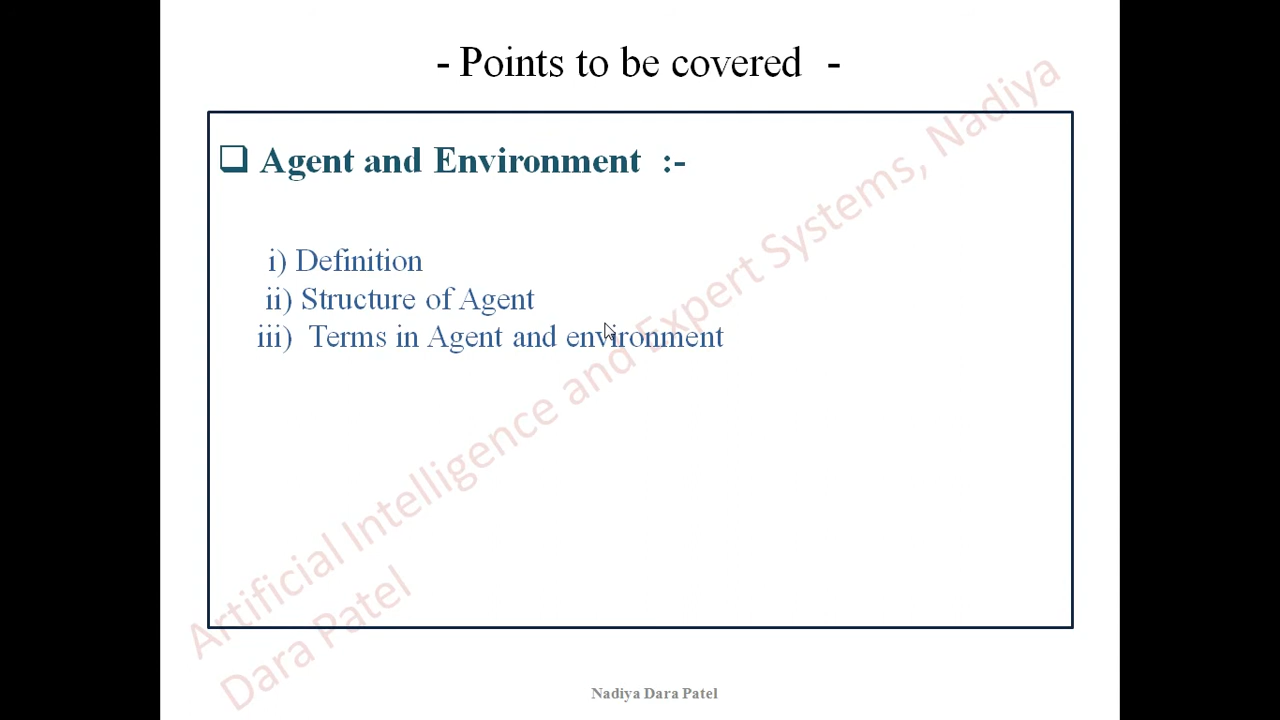 - Points to be covered -
❑ Agent and Environment :-
i) Definition
ii) Structure of Agent
iii) Terms in Agent and environment
Artificial Intelligence and Expert Systems, Nadiya
Dara Patel
Nadiya Dara Patel